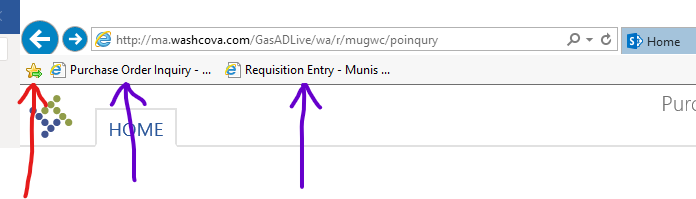 http://ma.washcova.com/GasADLive/wa/r/mugwc/poinqury
Home
Purchase Order Inquiry - ...
Requisition Entry - Munis ...
Purc
HOME